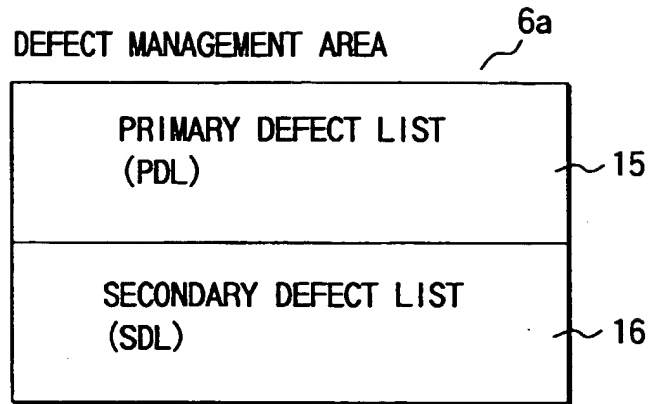 6a
DEFECT MANAGEMENT AREA
PRIMARY DEFECT LIST
(PDL)
15
SECONDARY DEFECT LIST
(SDL)
16